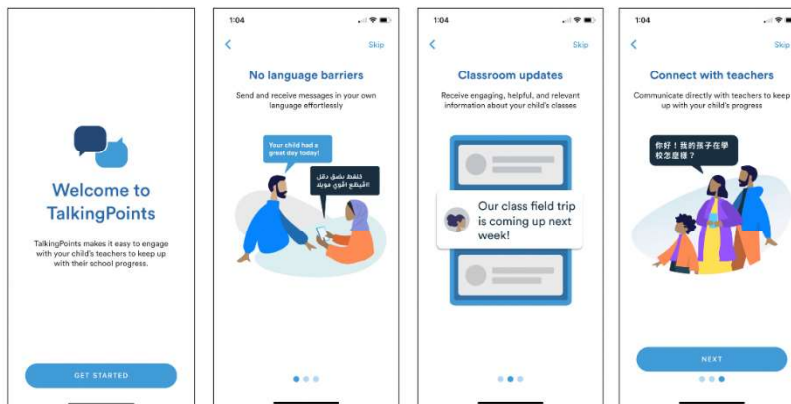 Welcome to
TalkingPoints
TalkingPoints makes it easy to engage
with your child's teachers to keep up
with their school progress.
GET STARTED
1:04
Skip
No language barriers
Send and receive messages in your own
language effortlessly
Your child had a
great day today!
1:04
Skip
Classroom updates
Receive engaging, helpful, and relevant
information about your child's classes
Our class field trip
is coming up next
week!
1:04
Skip
Connect with teachers
Communicate directly with teachers to keep
up with your child's progress
你好！我的孩子在學
校怎麼樣？
NEXT